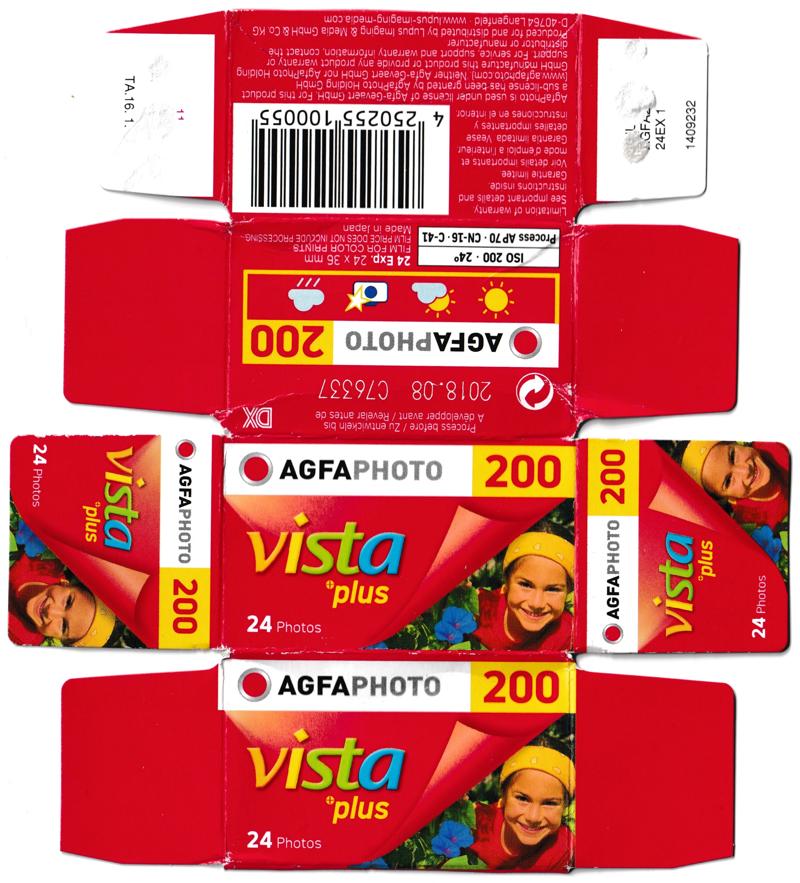 TA.16. 1.
11
4 250255 100055
Limitation of warranty.
See important details and
instructions inside.
Garantie limitee
Voir details importants et
mode d'emploi a l'interieur.
Garantia limitada Vease
detalles importantes y
instrucciones en el interior.
AgfaPhoto is used under license of Agfa-Gevaert GmbH. For this product
a sub-license has been granted by AgfaPhoto Holding GmbH
(www.agfaphoto.com). Neither Agfa-Gevaert GmbH nor AgfaPhoto Holding
GmbH manufacture this product or provide any product warranty or
support. For service, support and warranty information, contact the
distributor or manufacturer
Produced for and distributed by Lupus Imaging & Media GmbH & Co KG
D-40764 Langenfeld · www.lupus-imaging-media.com
24EX 1
1409232
Process before / Zu entwickeln bis
A développer avant / Revelar antes de
DX
2018-08 C76337
AGFAPHOTO 200
ISO 200 · 24°
Process AP70 · CN-16 · C-41
24 Exp. 24 x 36 mm
FILM FOR COLOR PRINTS
FILM PRICE DOES NOT INCLUDE PROCESSING
Made in Japan
AGFAPHOTO 200
vista
plus
24 Photos
AGFAPHOTO 200
vista
plus
24 Photos
AGFAPHOTO 200
vista
plus
24 Photos
AGFAPHOTO 200
vista
plus
24 Photos